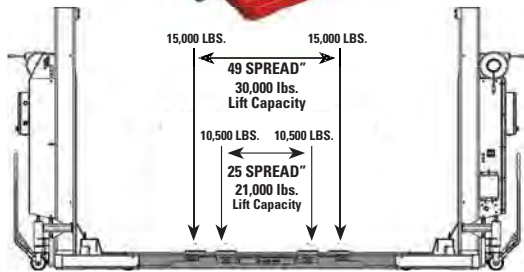 15,000 LBS. 15,000 LBS.
49 SPREAD"
30,000 lbs.
Lift Capacity
10,500 LBS. 10,500 LBS.
25 SPREAD"
21,000 lbs.
Lift Capacity